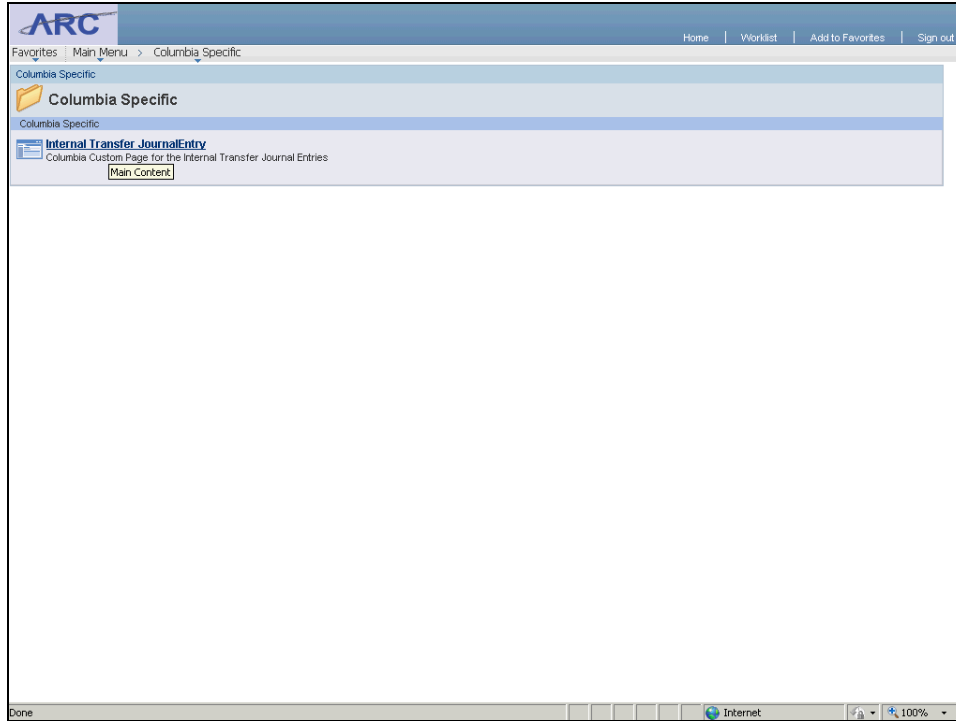 ARC
Home | Worklist | Add to Favorites | Sign out
Favorites Main Menu > Columbia Specific
Columbia Specific
Columbia Specific
Columbia Specific
Internal Transfer JournalEntry
Columbia Custom Page for the Internal Transfer Journal Entries
Main Content
Done Internet 100%